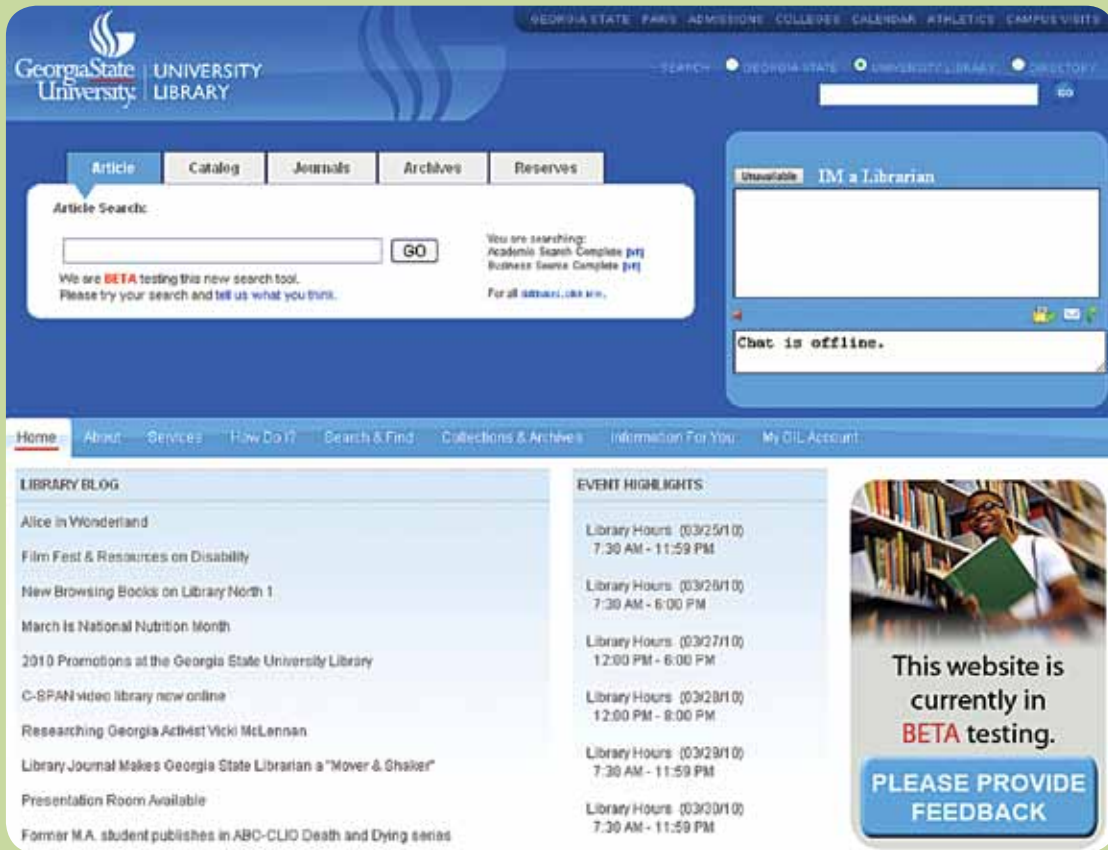 GEORGIA STATE FAWS ADMISSIONS COLLEGES CALENDAR ATHLETICS CAMPUS VISITS
GeorgiaState University
UNIVERSITY LIBRARY
SEARCH GEORGIA STATE UNIVERSITY LIBRARY DIRECTORY
GO
Article Catalog Journals Archives Reserves
Article Search:
GO
We are BETA testing this new search tool.
Please try your search and tell us what you think.
You are searching:
Academic Search Complete
Business Source Complete
For all
Unavailable IM a Librarian
Chat is offline.
Home About Services How Do I? Search & Find Collections & Archives Information For You My GIL Account
LIBRARY BLOG
Alice in Wonderland
Film Fest & Resources on Disability
New Browsing Books on Library North 1
March is National Nutrition Month
2010 Promotions at the Georgia State University Library
C-SPAN video library now online
Researching Georgia Activist Vicki McLennan
Library Journal Makes Georgia State Librarian a "Mover & Shaker"
Presentation Room Available
Former M.A. student publishes in ABC-CLIO Death and Dying series
EVENT HIGHLIGHTS
Library Hours (03/25/10)
7:30 AM - 11:59 PM
Library Hours (03/26/10)
7:30 AM - 6:00 PM
Library Hours (03/27/10)
12:00 PM - 6:00 PM
Library Hours (03/28/10)
12:00 PM - 8:00 PM
Library Hours (03/29/10)
7:30 AM - 11:59 PM
Library Hours (03/30/10)
7:30 AM - 11:59 PM
This website is
currently in
BETA testing.
PLEASE PROVIDE
FEEDBACK